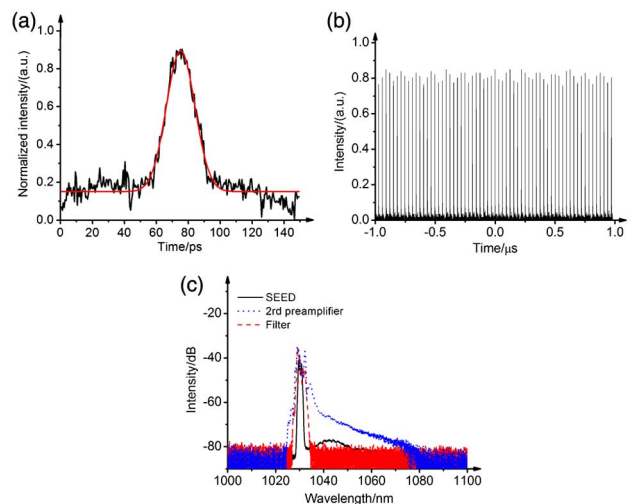 (a)
Normalized intensity/(a.u.)
1.0
0.8
0.6
0.4
0.2
0.0
0 20 40 60 80 100 120 140
Time/ps
(b)
Intensity/(a.u.)
1.0
0.8
0.6
0.4
0.2
0.0
-1.0 -0.5 0.0 0.5 1.0
Time/μs
(c)
SEED
2rd preamplifier
Filter
Intensity/dB
-20
-40
-60
-80
1000 1020 1040 1060 1080 1100
Wavelength/nm